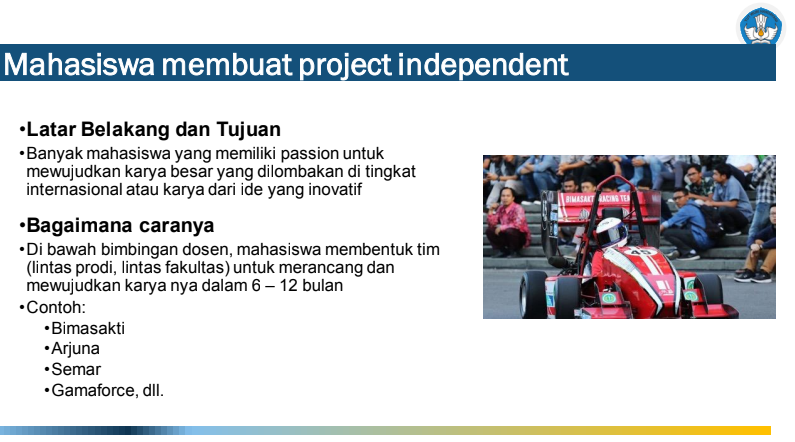 Mahasiswa membuat project independent
•Latar Belakang dan Tujuan
•Banyak mahasiswa yang memiliki passion untuk
mewujudkan karya besar yang dilombakan di tingkat
internasional atau karya dari ide yang inovatif
•Bagaimana caranya
•Di bawah bimbingan dosen, mahasiswa membentuk tim
(lintas prodi, lintas fakultas) untuk merancang dan
mewujudkan karya nya dalam 6 – 12 bulan
•Contoh:
•Bimasakti
•Arjuna
•Semar
•Gamaforce, dll.
BIMASAKTI RACING TEAM